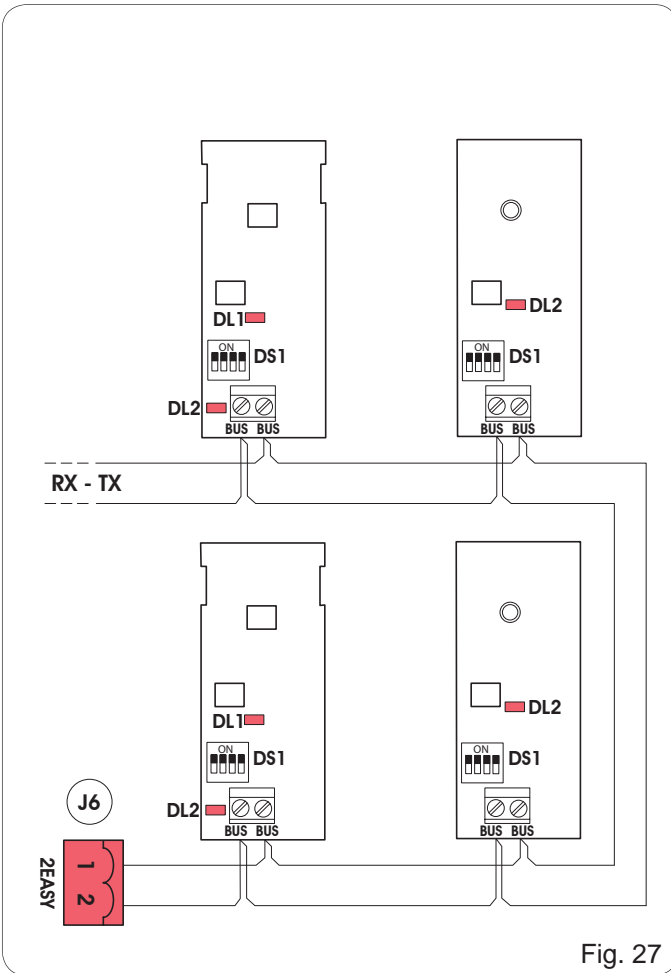 ON
DL1
DS1
DL2
BUS BUS
ON
DL2
DS1
BUS BUS
RX - TX
ON
DL1
DS1
DL2
BUS BUS
ON
DL2
DS1
BUS BUS
J6
2EASY
1
2
Fig. 27